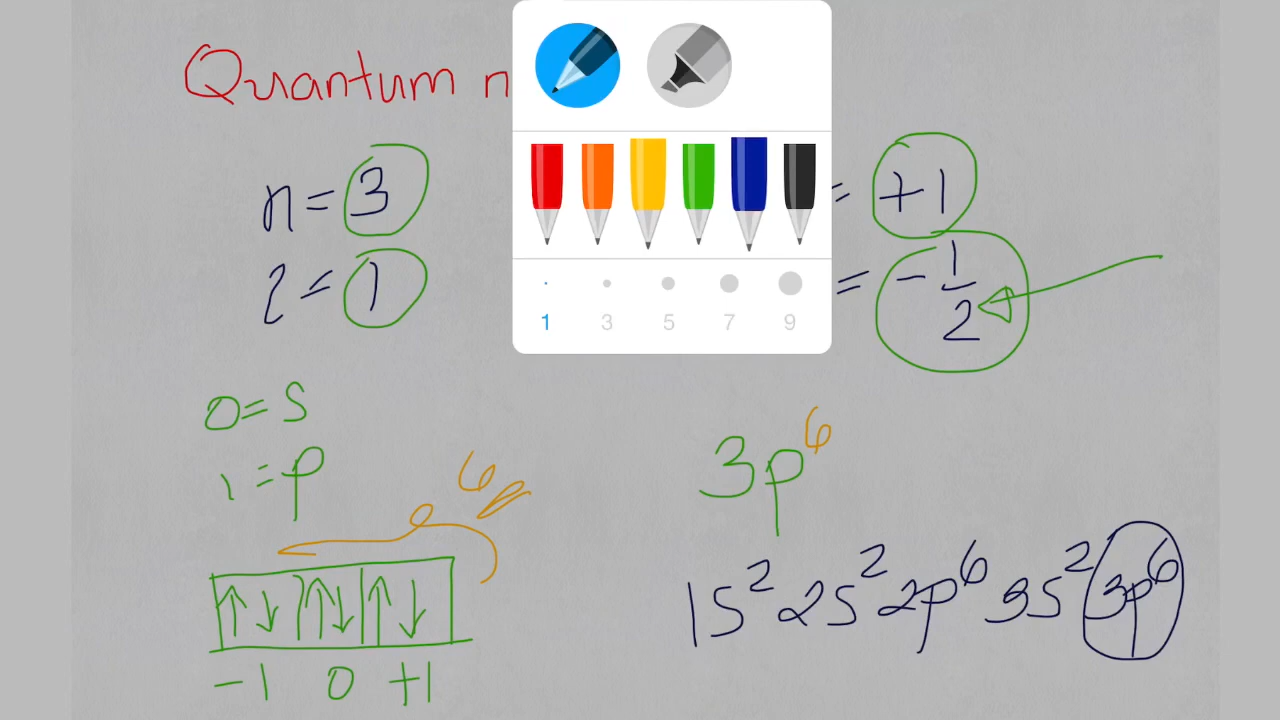 Quantum n
n = 3
= +1
l = 1
= - 1/2
1 3 5 7 9
0 = s
1 = p
6
3p⁶
1s² 2s² 2p⁶ 3s² 3p⁶
-1 0 +1